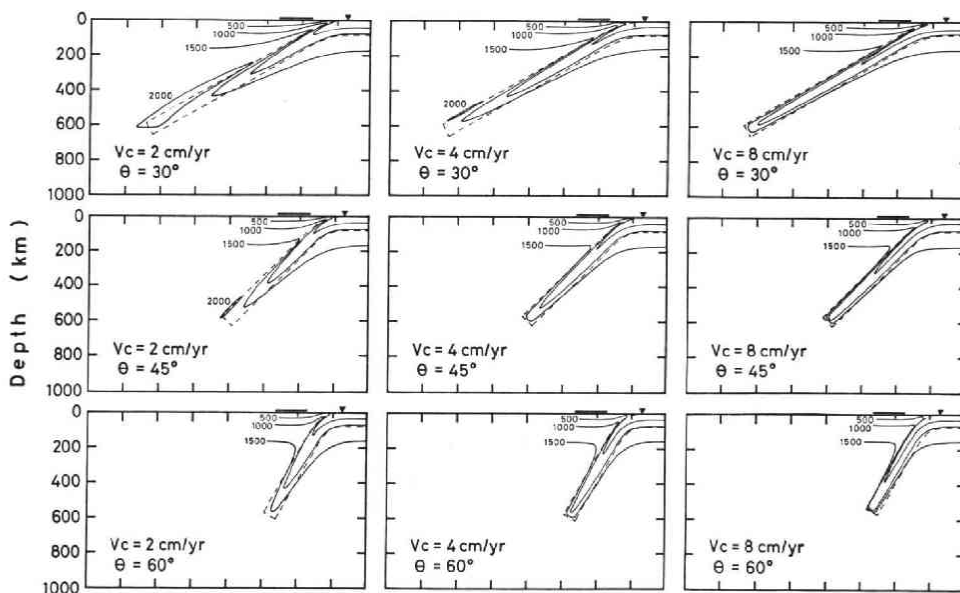 Depth (km)
0
200
400
600
800
1000
500
1000
1500
2000
Vc = 2 cm/yr
θ = 30°
500
1000
1500
2000
Vc = 4 cm/yr
θ = 30°
500
1000
1500
Vc = 8 cm/yr
θ = 30°
0
200
400
600
800
1000
500
1000
1500
2000
Vc = 2 cm/yr
θ = 45°
500
1000
1500
Vc = 4 cm/yr
θ = 45°
500
1000
1500
Vc = 8 cm/yr
θ = 45°
0
200
400
600
800
1000
500
1000
1500
Vc = 2 cm/yr
θ = 60°
500
1000
1500
Vc = 4 cm/yr
θ = 60°
500
1000
1500
Vc = 8 cm/yr
θ = 60°